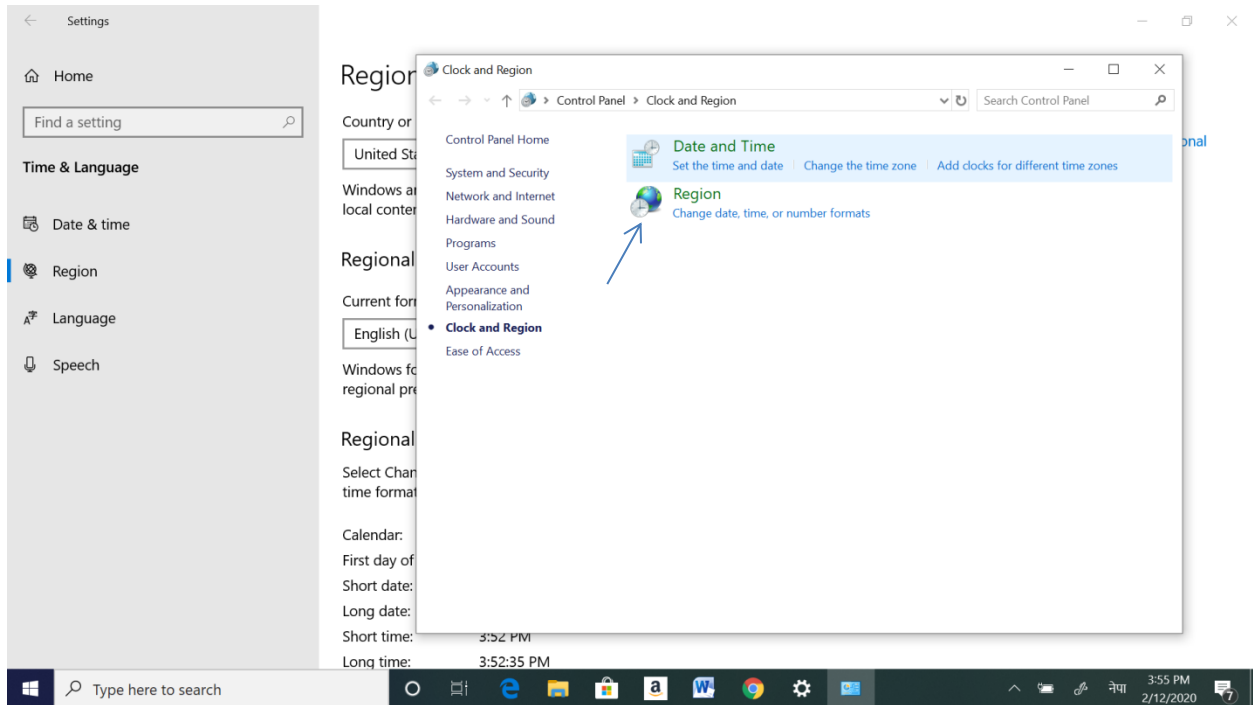 Settings
Home
Find a setting
Time & Language
Date & time
Region
Language
Speech
Region
Country or
United Sta
Windows ar
local conter
Regional
Current forr
English (U
Windows fo
regional pre
Regional
Select Chan
time format
Calendar:
First day of
Short date:
Long date:
Short time: 3:52 PM
Long time: 3:52:35 PM
onal
Clock and Region
Control Panel > Clock and Region
Search Control Panel
Control Panel Home
System and Security
Network and Internet
Hardware and Sound
Programs
User Accounts
Appearance and
Personalization
Clock and Region
Ease of Access
Date and Time
Set the time and date Change the time zone Add clocks for different time zones
Region
Change date, time, or number formats
Type here to search
नेपा
3:55 PM
2/12/2020
7